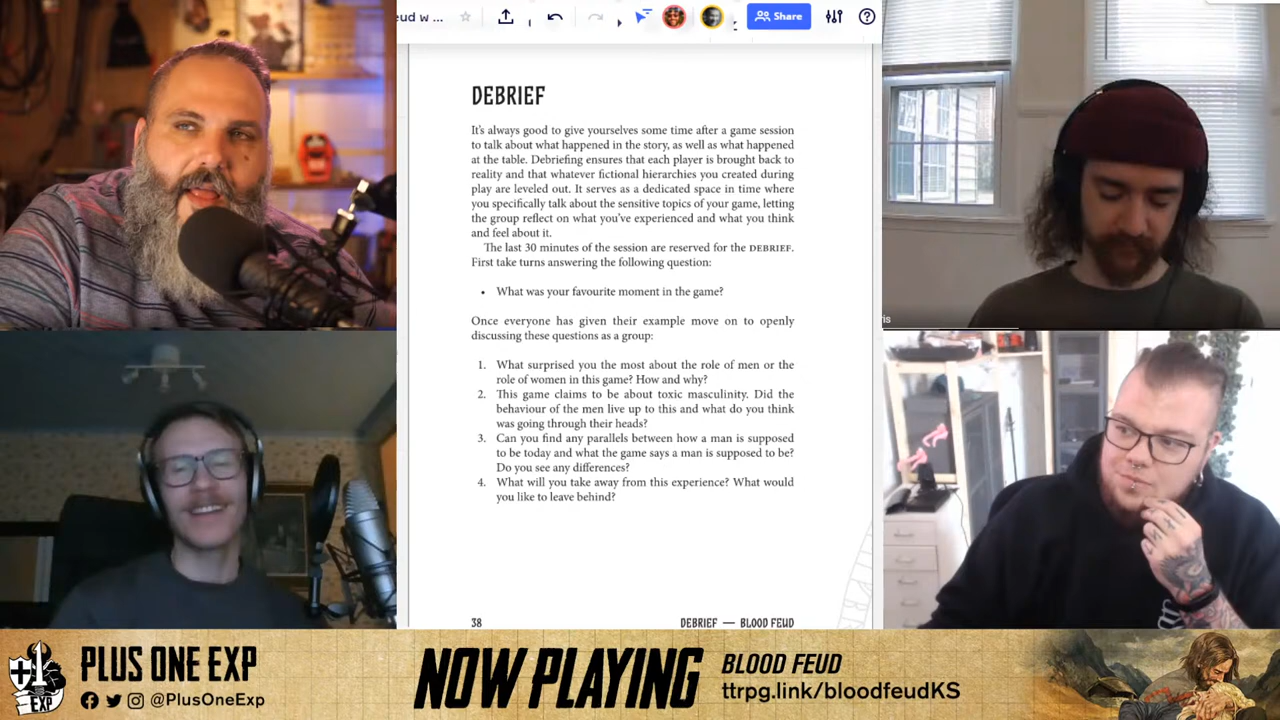 eud w ...
Share
DEBRIEF
It's always good to give yourselves some time after a game session
to talk about what happened in the story, as well as what happened
at the table. Debriefing ensures that each player is brought back to
reality and that whatever fictional hierarchies you created during
play are leveled out. It serves as a dedicated space in time where
you specifically talk about the sensitive topics of your game, letting
the group reflect on what you've experienced and what you think
and feel about it.
The last 30 minutes of the session are reserved for the DEBRIEF.
First take turns answering the following question:
• What was your favourite moment in the game?
Once everyone has given their example move on to openly
discussing these questions as a group:
1. What surprised you the most about the role of men or the
role of women in this game? How and why?
2. This game claims to be about toxic masculinity. Did the
behaviour of the men live up to this and what do you think
was going through their heads?
3. Can you find any parallels between how a man is supposed
to be today and what the game says a man is supposed to be?
Do you see any differences?
4. What will you take away from this experience? What would
you like to leave behind?
38 DEBRIEF — BLOOD FEUD
is
+1
EXP
PLUS ONE EXP
@PlusOneExp
NOW PLAYING
BLOOD FEUD
ttrpg.link/bloodfeudKS